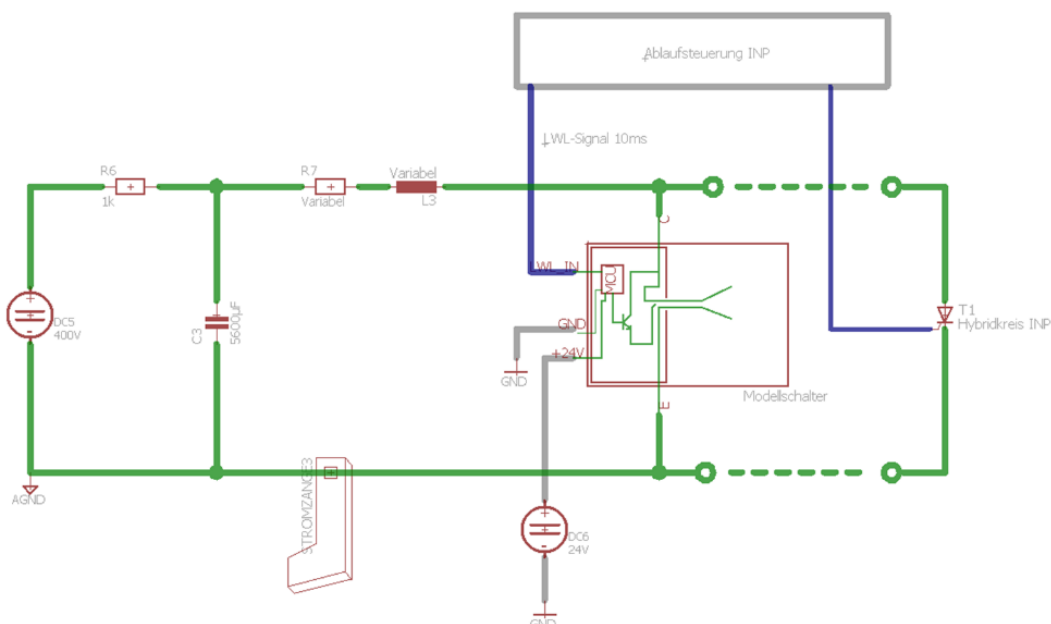 Ablaufsteuerung INP
LWL-Signal 10ms
R6
1k
R7
Variabel
Variabel
L3
C
LWL_IN
MCU
GND
+24V
GND
E
Modellschalter
T1
Hybridkreis INP
DC5
400V
C3
5600µF
AGND
STROMZANGE3
DC6
24V
GND